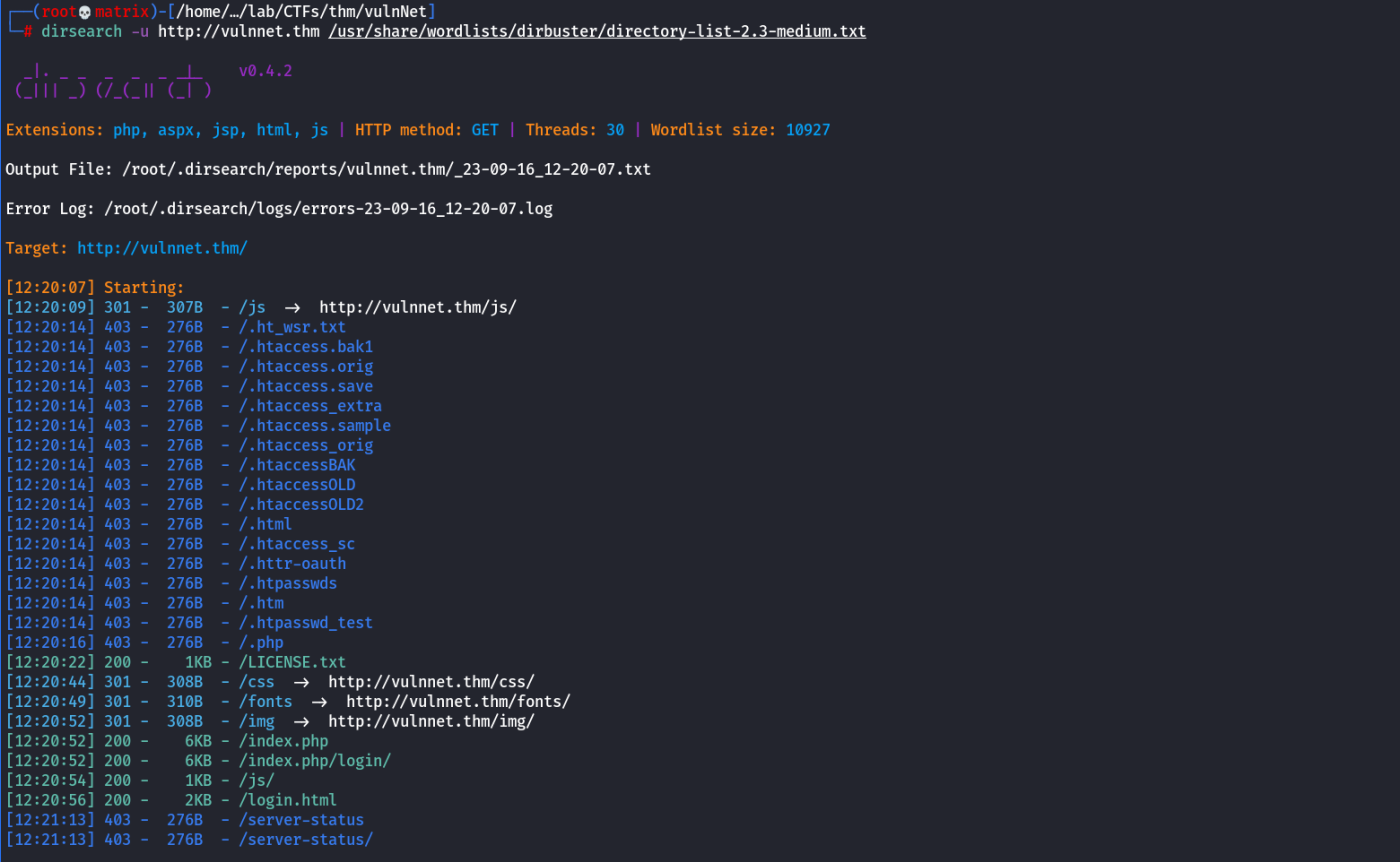 ┌──(root💀matrix)-[/home/…/lab/CTFs/thm/vulnNet]
└─# dirsearch -u http://vulnnet.thm /usr/share/wordlists/dirbuster/directory-list-2.3-medium.txt
  _|. _ _  _  _  _ _|_    v0.4.2
 (_||| _) (/_(_|| (_| )
Extensions: php, aspx, jsp, html, js | HTTP method: GET | Threads: 30 | Wordlist size: 10927
Output File: /root/.dirsearch/reports/vulnnet.thm/_23-09-16_12-20-07.txt
Error Log: /root/.dirsearch/logs/errors-23-09-16_12-20-07.log
Target: http://vulnnet.thm/
[12:20:07] Starting:
[12:20:09] 301 -  307B  - /js  →  http://vulnnet.thm/js/
[12:20:14] 403 -  276B  - /.ht_wsr.txt
[12:20:14] 403 -  276B  - /.htaccess.bak1
[12:20:14] 403 -  276B  - /.htaccess.orig
[12:20:14] 403 -  276B  - /.htaccess.save
[12:20:14] 403 -  276B  - /.htaccess_extra
[12:20:14] 403 -  276B  - /.htaccess.sample
[12:20:14] 403 -  276B  - /.htaccess_orig
[12:20:14] 403 -  276B  - /.htaccessBAK
[12:20:14] 403 -  276B  - /.htaccessOLD
[12:20:14] 403 -  276B  - /.htaccessOLD2
[12:20:14] 403 -  276B  - /.html
[12:20:14] 403 -  276B  - /.htaccess_sc
[12:20:14] 403 -  276B  - /.httr-oauth
[12:20:14] 403 -  276B  - /.htpasswds
[12:20:14] 403 -  276B  - /.htm
[12:20:14] 403 -  276B  - /.htpasswd_test
[12:20:16] 403 -  276B  - /.php
[12:20:22] 200 -    1KB - /LICENSE.txt
[12:20:44] 301 -  308B  - /css  →  http://vulnnet.thm/css/
[12:20:49] 301 -  310B  - /fonts  →  http://vulnnet.thm/fonts/
[12:20:52] 301 -  308B  - /img  →  http://vulnnet.thm/img/
[12:20:52] 200 -    6KB - /index.php
[12:20:52] 200 -    6KB - /index.php/login/
[12:20:54] 200 -    1KB - /js/
[12:20:56] 200 -    2KB - /login.html
[12:21:13] 403 -  276B  - /server-status
[12:21:13] 403 -  276B  - /server-status/